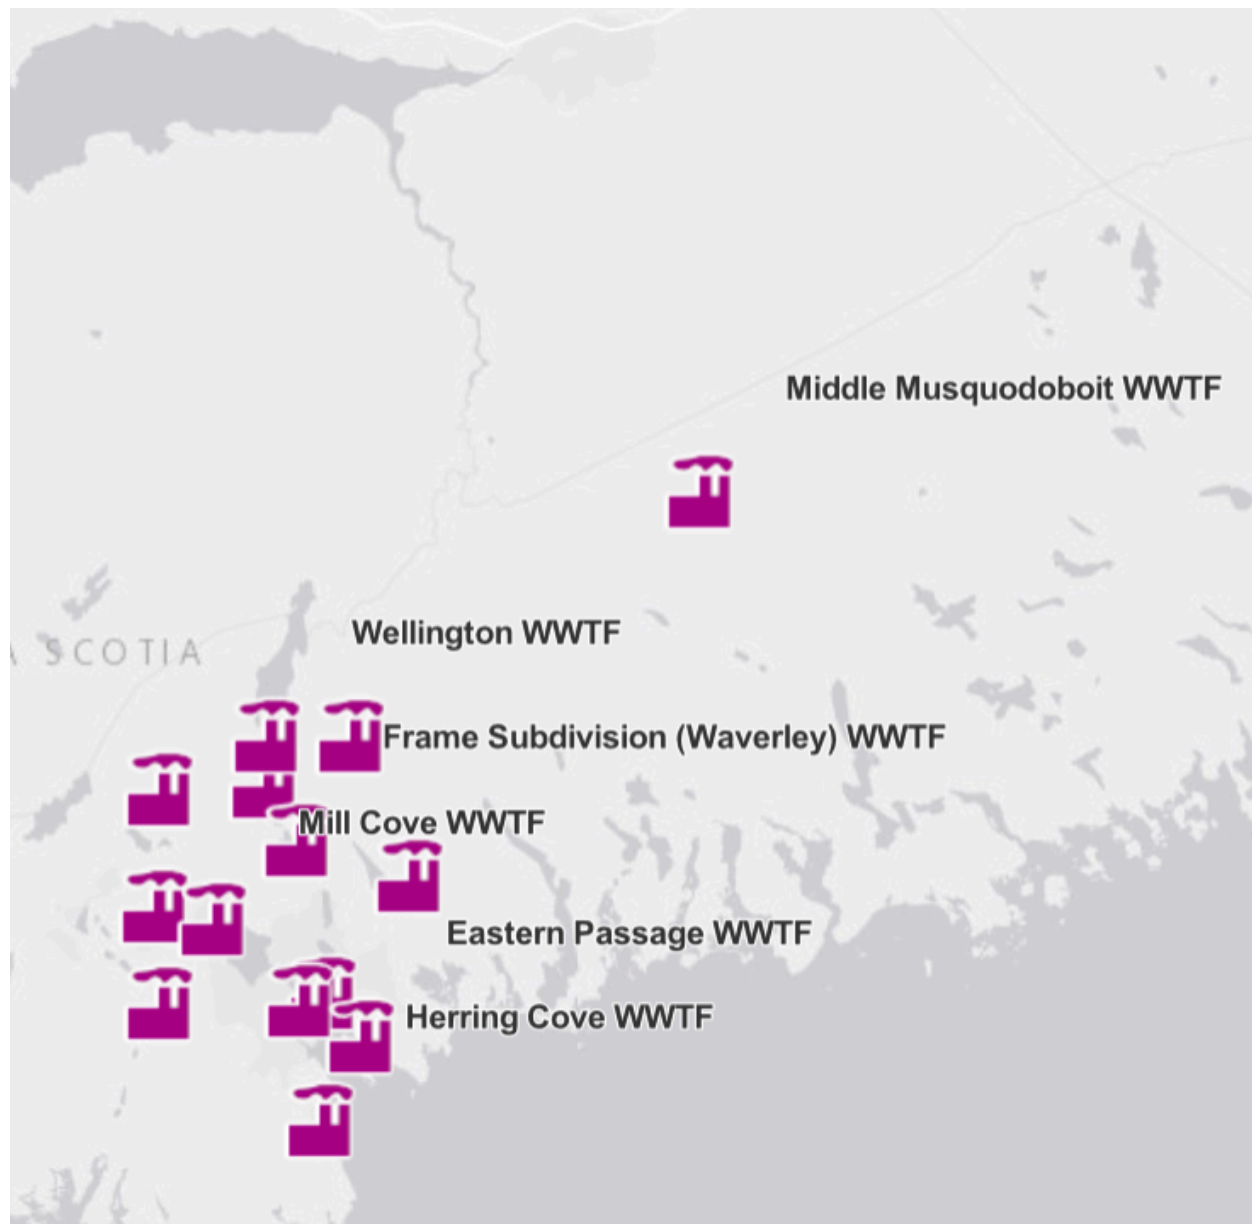 Middle Musquodoboit WWTF
Wellington WWTF
SCOTIA
Frame Subdivision (Waverley) WWTF
Mill Cove WWTF
Eastern Passage WWTF
Herring Cove WWTF